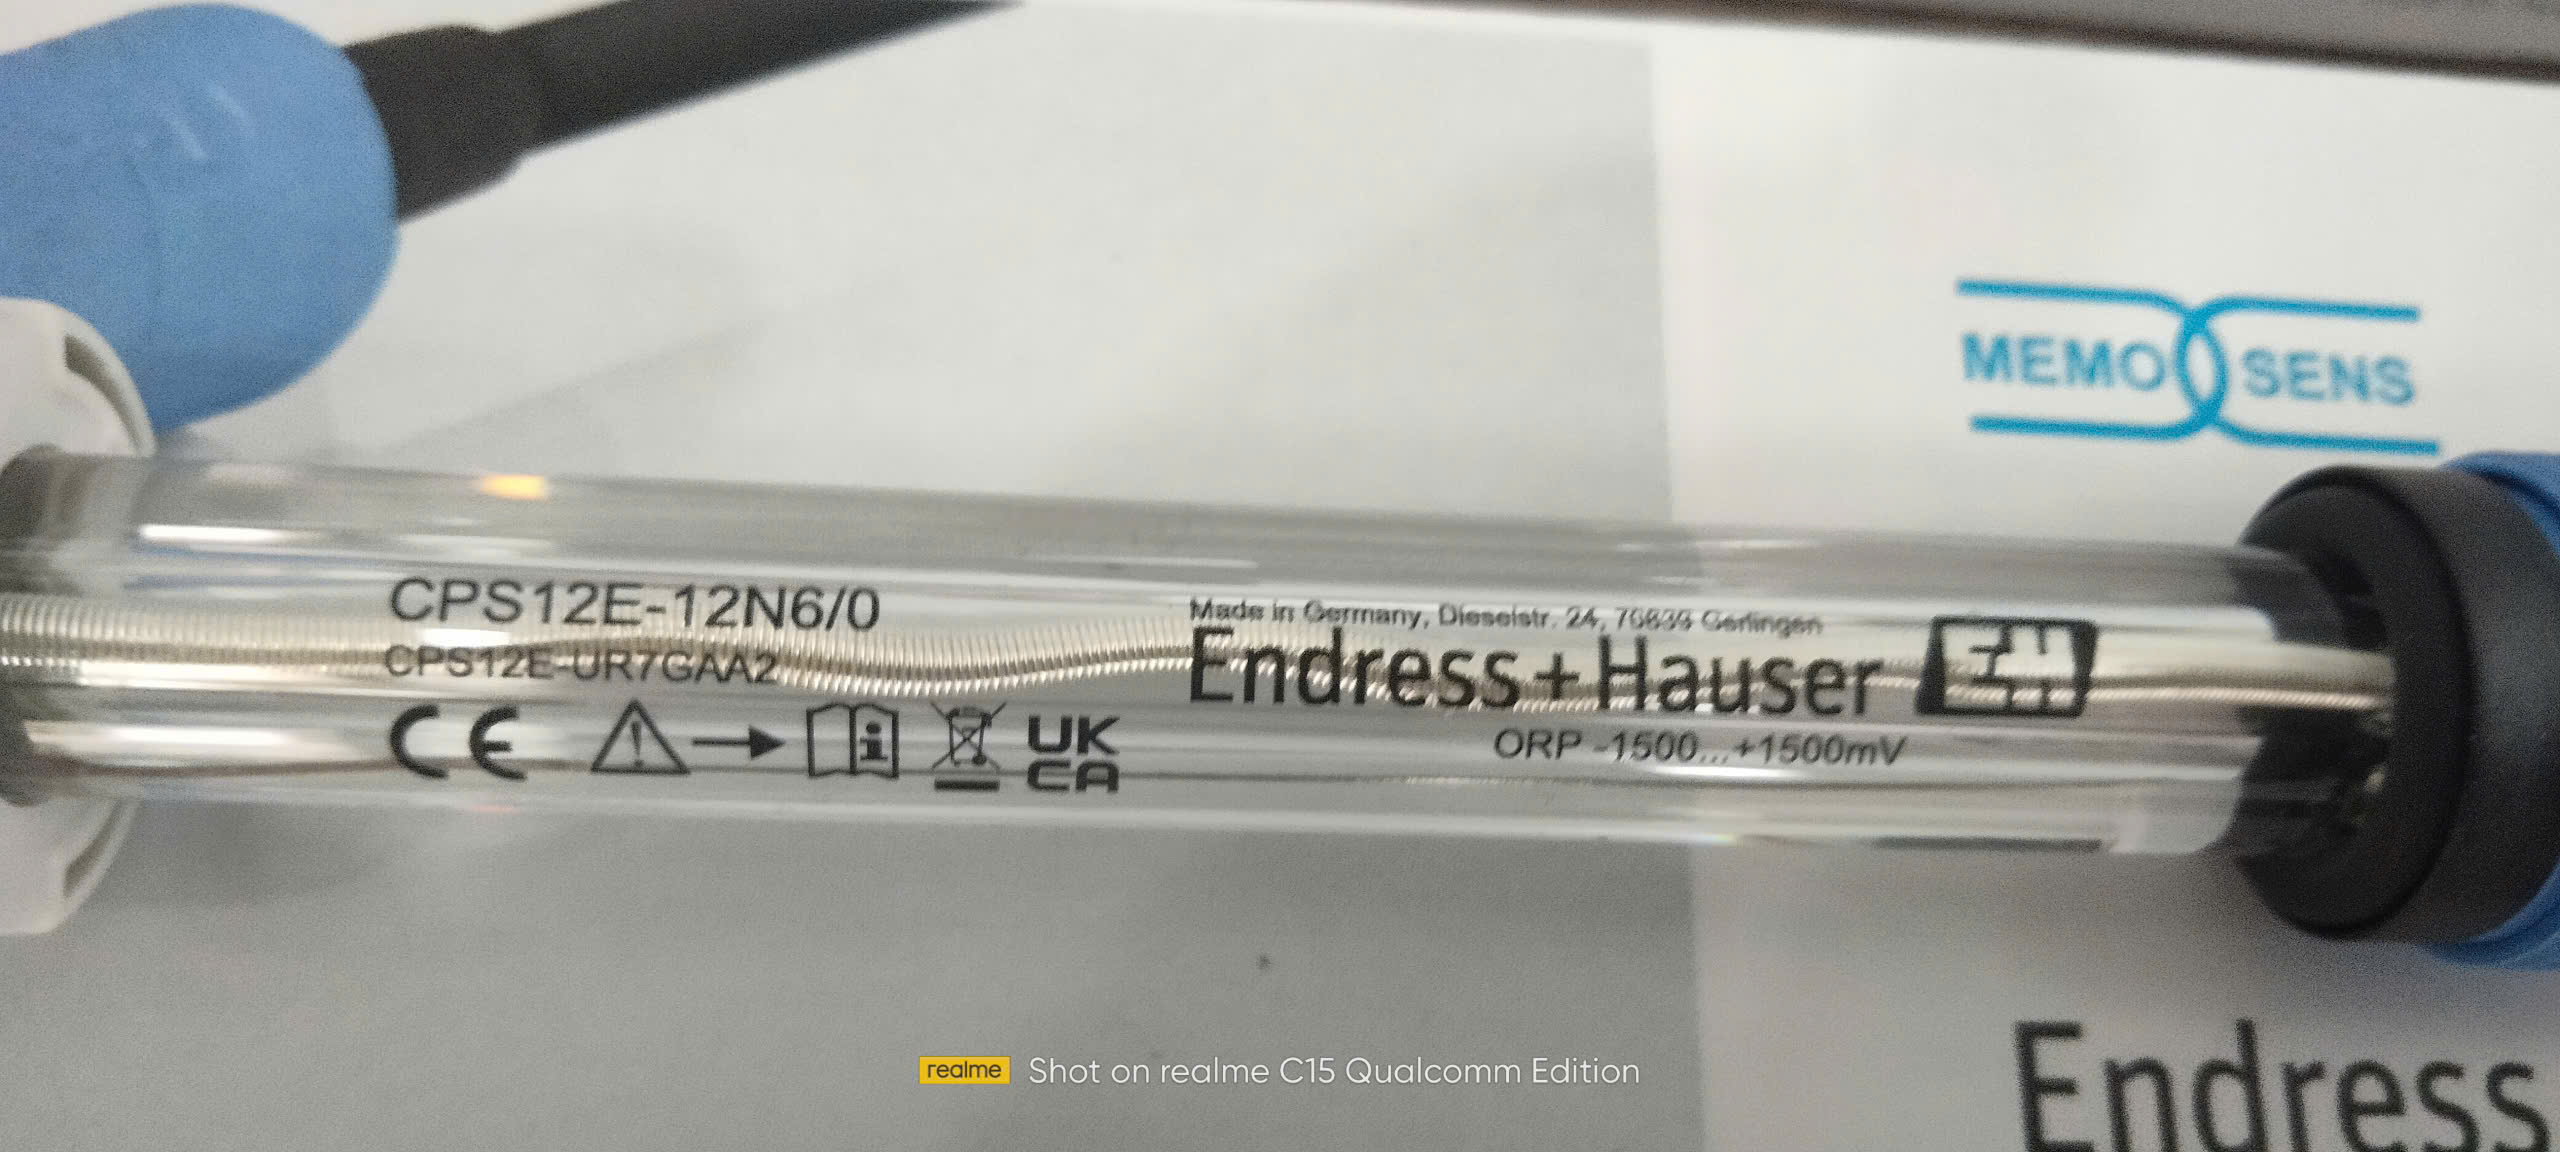 MEMO SENS
CPS12E-12N6/0
CPS12E-UR7GAA2
CE
UK
CA
Made in Germany, Dieselstr. 24, 70839 Gerlingen
Endress+Hauser
ORP -1500...+1500mV
Endress
realme Shot on realme C15 Qualcomm Edition